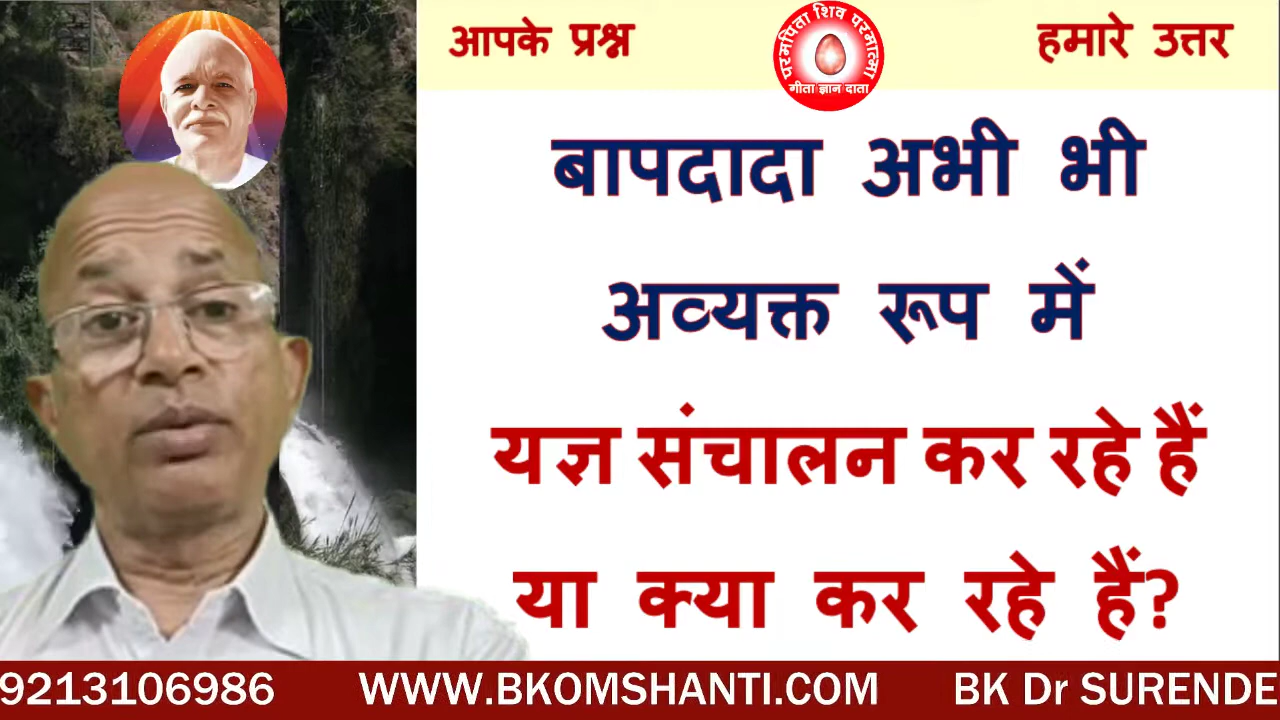 आपके प्रश्न
परमपिता शिव परमात्मा
गीता ज्ञान दाता
हमारे उत्तर
बापदादा अभी भी
अव्यक्त रूप में
यज्ञ संचालन कर रहे हैं
या क्या कर रहे हैं?
9213106986 WWW.BKOMSHANTI.COM BK Dr SURENDE